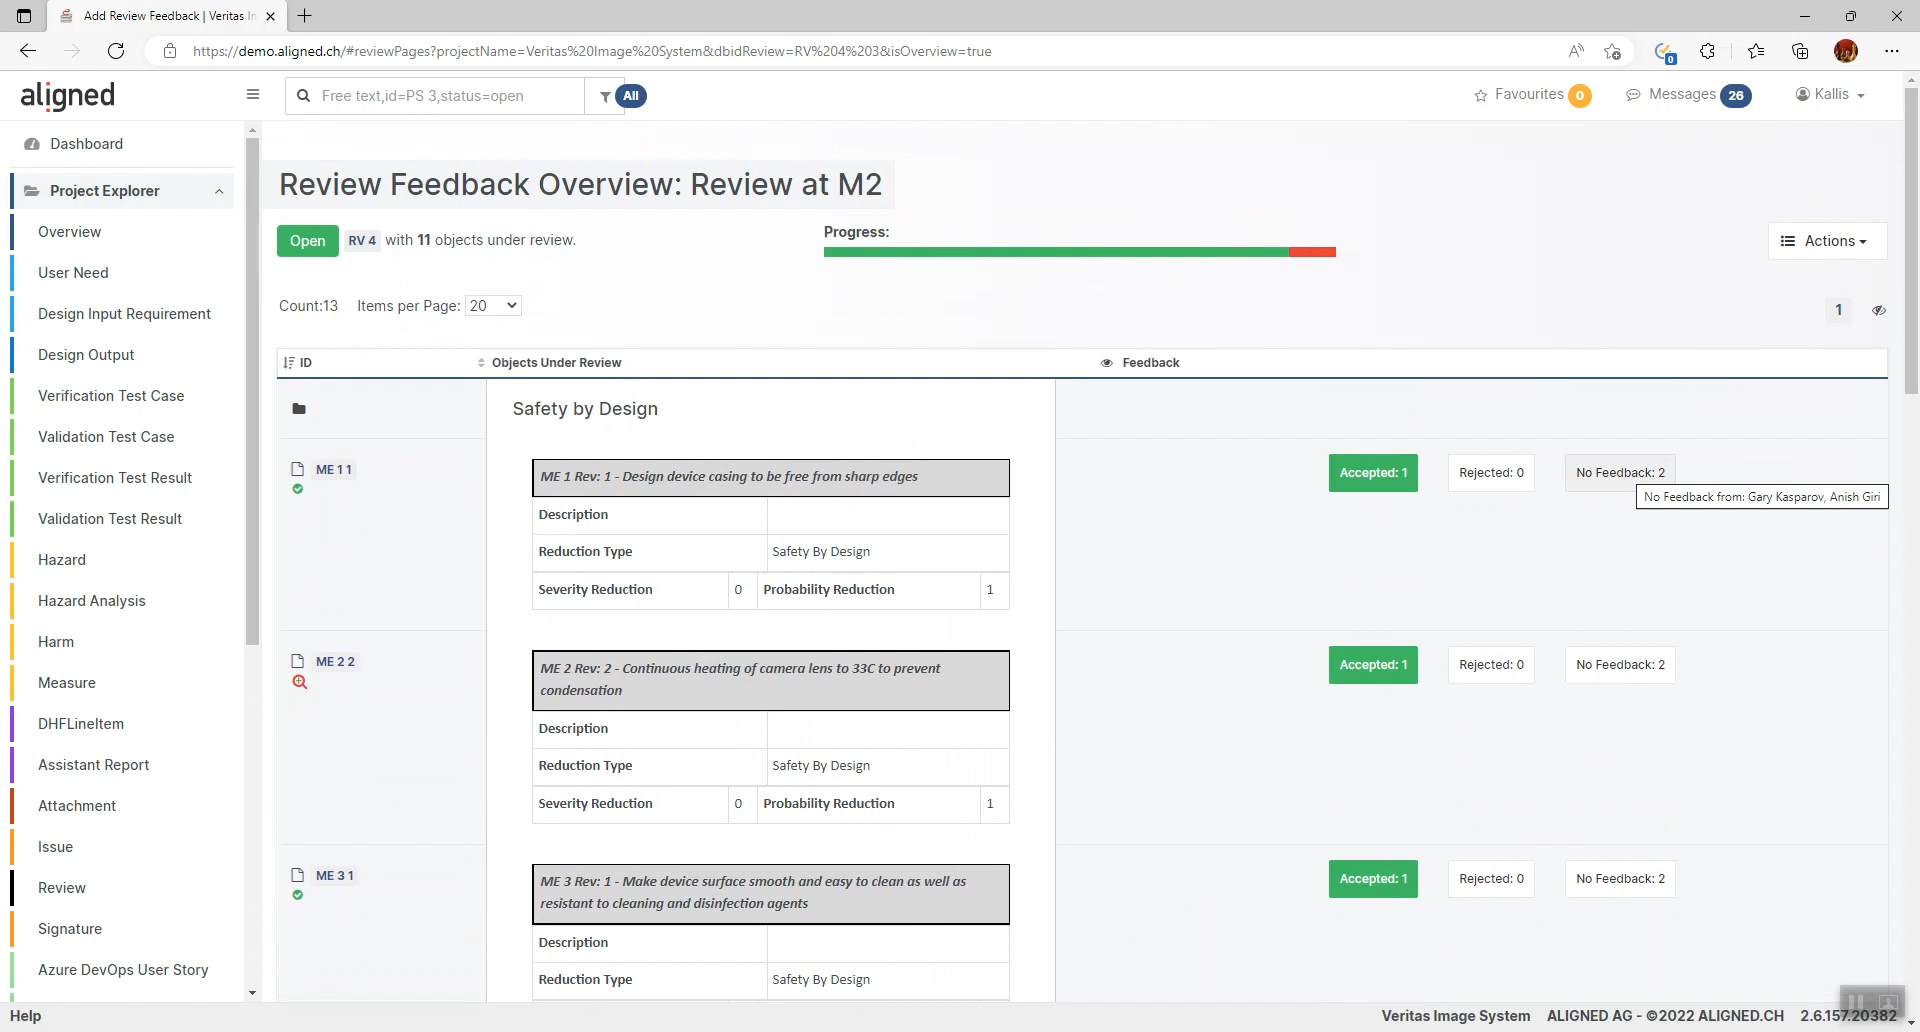 Add Review Feedback | Veritas In
https://demo.aligned.ch/#reviewPages?projectName=Veritas%20Image%20System&dbidReview=RV%204%203&isOverview=true
0
aligned
Free text,id=PS 3,status=open
All
Favourites 0
Messages 26
Kallis
Dashboard
Project Explorer
Overview
User Need
Design Input Requirement
Design Output
Verification Test Case
Validation Test Case
Verification Test Result
Validation Test Result
Hazard
Hazard Analysis
Harm
Measure
DHFLineItem
Assistant Report
Attachment
Issue
Review
Signature
Azure DevOps User Story
Review Feedback Overview: Review at M2
Open RV 4 with 11 objects under review.
Progress:
Actions
Count:13 Items per Page: 20
1
ID Objects Under Review Feedback
Safety by Design
ME 1 1
ME 1 Rev: 1 - Design device casing to be free from sharp edges
Description
Reduction Type Safety By Design
Severity Reduction 0 Probability Reduction 1
Accepted: 1 Rejected: 0 No Feedback: 2
No Feedback from: Gary Kasparov, Anish Giri
ME 2 2
ME 2 Rev: 2 - Continuous heating of camera lens to 33C to prevent
condensation
Description
Reduction Type Safety By Design
Severity Reduction 0 Probability Reduction 1
Accepted: 1 Rejected: 0 No Feedback: 2
ME 3 1
ME 3 Rev: 1 - Make device surface smooth and easy to clean as well as
resistant to cleaning and disinfection agents
Description
Reduction Type Safety By Design
Accepted: 1 Rejected: 0 No Feedback: 2
Help
Veritas Image System ALIGNED AG - ©2022 ALIGNED.CH 2.6.157.20382